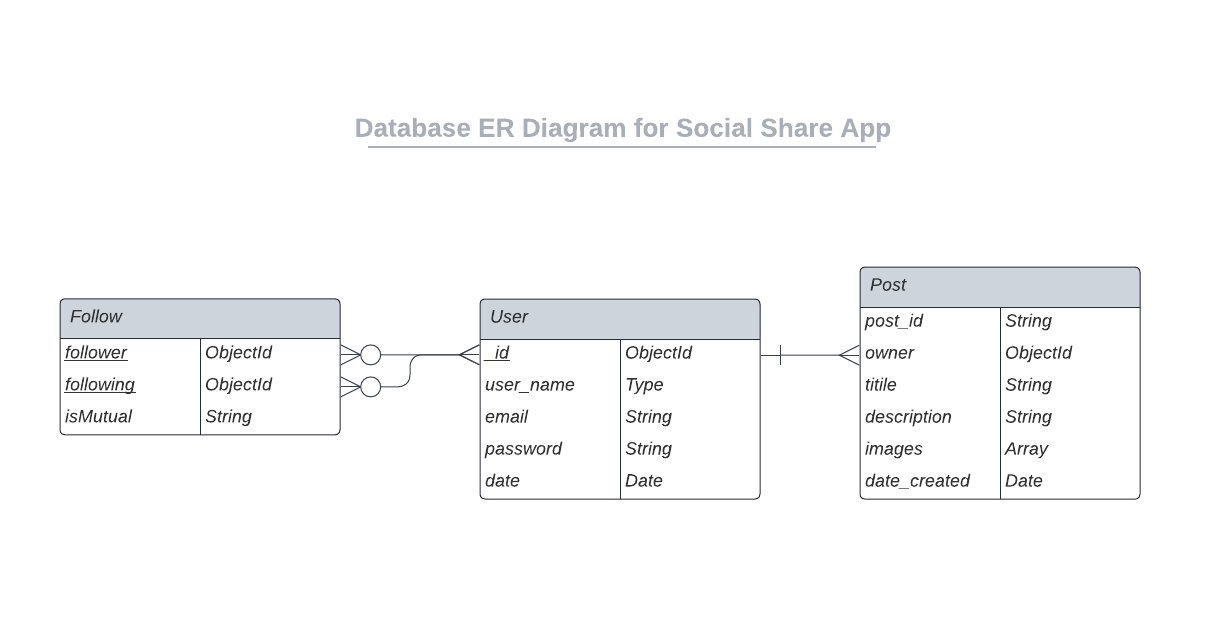 Database ER Diagram for Social Share App
Follow
follower ObjectId
following ObjectId
isMutual String
User
_id ObjectId
user_name Type
email String
password String
date Date
Post
post_id String
owner ObjectId
titile String
description String
images Array
date_created Date